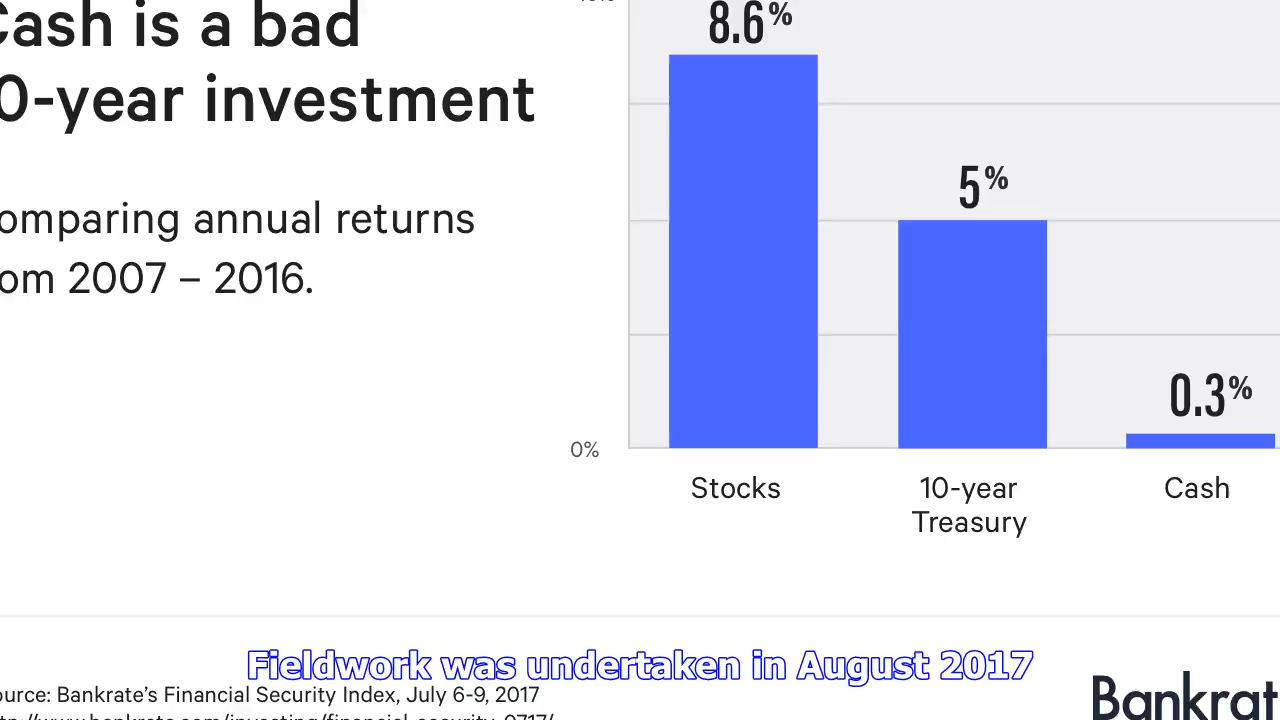 Cash is a bad
0-year investment
omparing annual returns
om 2007 – 2016.
8.6%
5%
0.3%
0%
Stocks
10-year
Treasury
Cash
Fieldwork was undertaken in August 2017
ource: Bankrate's Financial Security Index, July 6-9, 2017
Bankrat